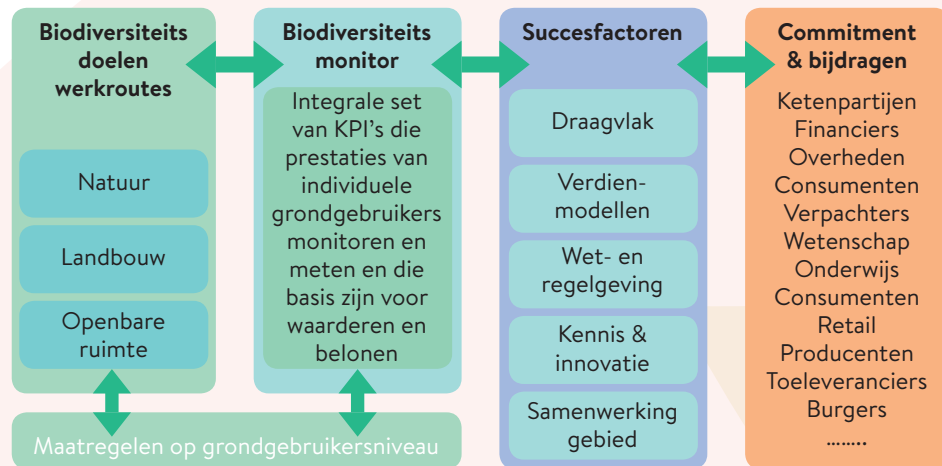 Biodiversiteits
doelen
werkroutes
Natuur
Landbouw
Openbare
ruimte
Biodiversiteits
monitor
Integrale set
van KPI's die
prestaties van
individuele
grondgebruikers
monitoren en
meten en die
basis zijn voor
waarderen en
belonen
Maatregelen op grondgebruikersniveau
Succesfactoren
Draagvlak
Verdien-
modellen
Wet- en
regelgeving
Kennis &
innovatie
Samenwerking
gebied
Commitment
& bijdragen
Ketenpartijen
Financiers
Overheden
Consumenten
Verpachters
Wetenschap
Onderwijs
Consumenten
Retail
Producenten
Toeleveranciers
Burgers
……..